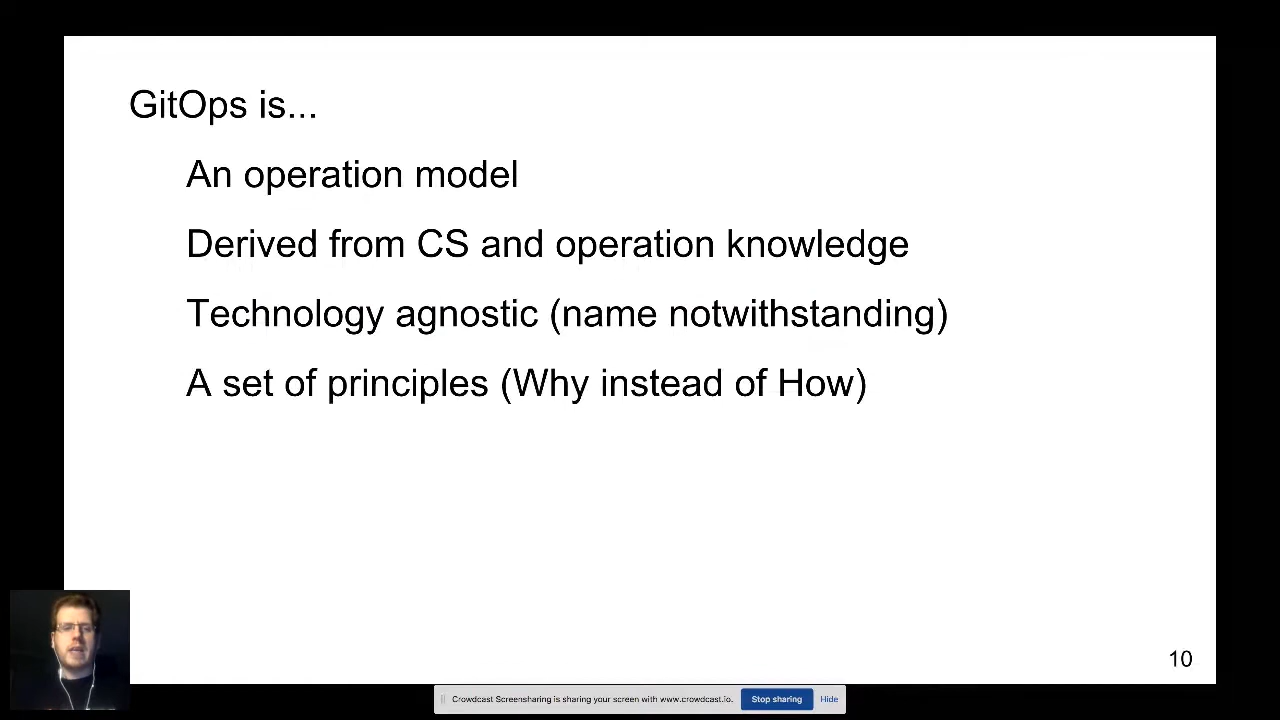 GitOps is...
An operation model
Derived from CS and operation knowledge
Technology agnostic (name notwithstanding)
A set of principles (Why instead of How)
10
Crowdcast Screensharing is sharing your screen with www.crowdcast.io. Stop sharing Hide